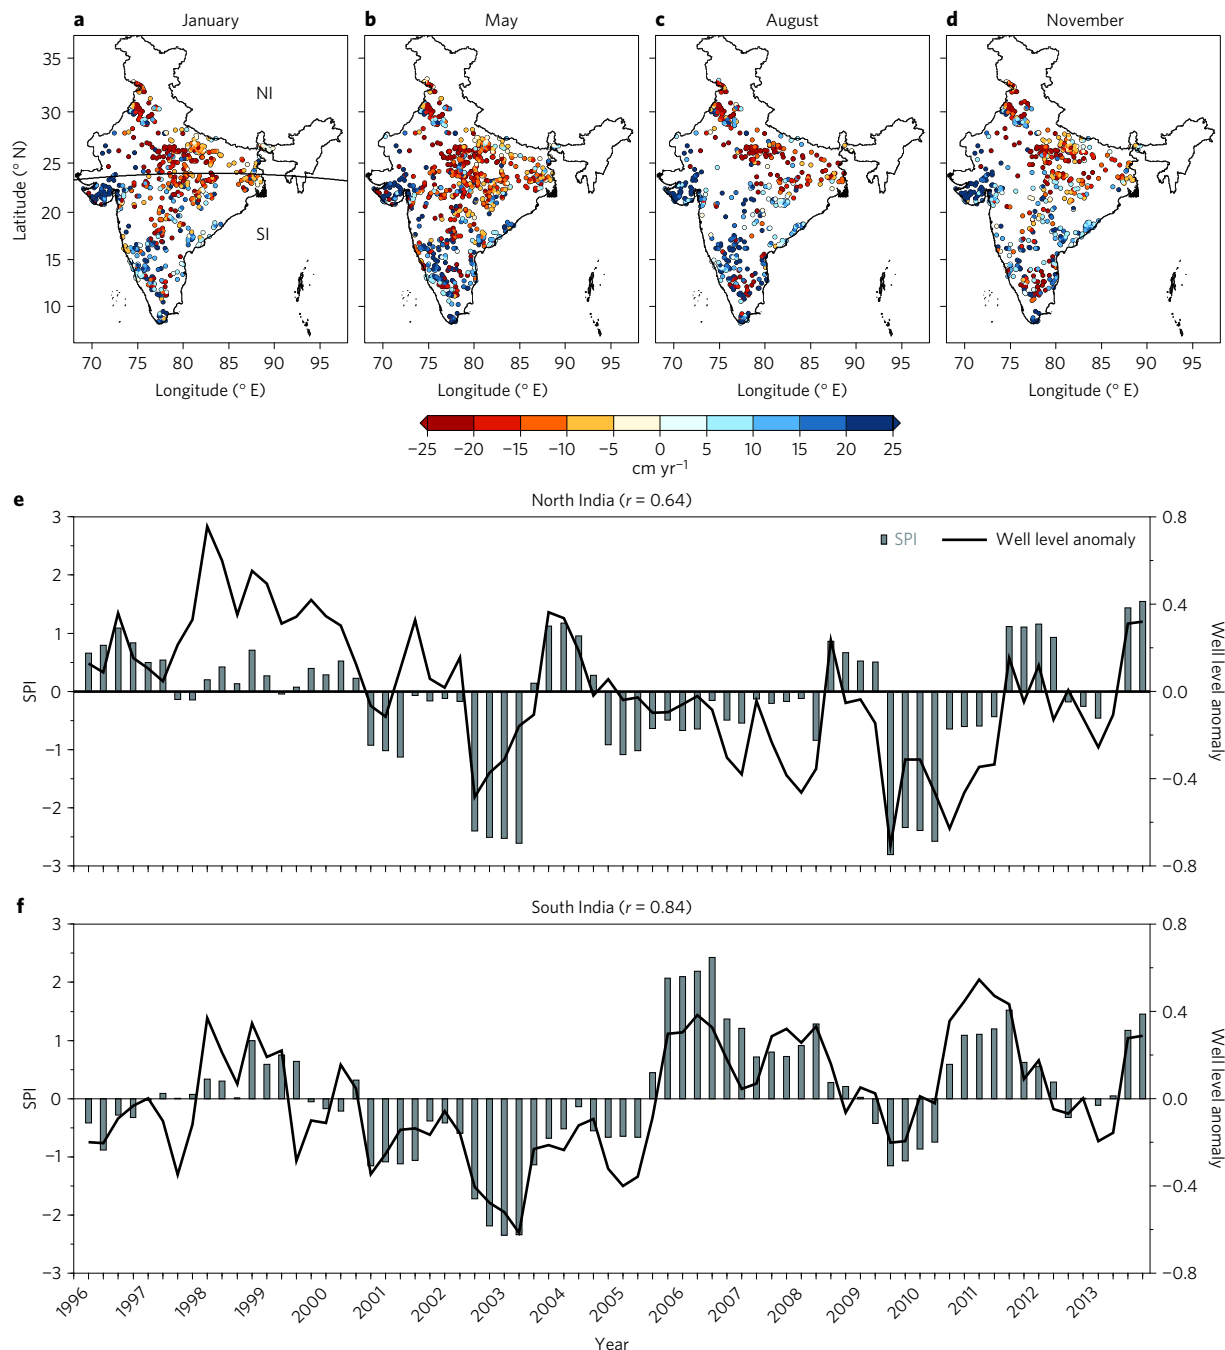 a January
b May
c August
d November
35
30
25
20
15
10
Latitude (° N)
NI
SI
70 75 80 85 90 95
70 75 80 85 90 95
70 75 80 85 90 95
70 75 80 85 90 95
Longitude (° E)
Longitude (° E)
Longitude (° E)
Longitude (° E)
−25 −20 −15 −10 −5 0 5 10 15 20 25
cm yr−1
e North India (r = 0.64)
SPI
Well level anomaly
3
2
1
0
−1
−2
−3
SPI
0.8
0.4
0.0
−0.4
−0.8
Well level anomaly
f South India (r = 0.84)
3
2
1
0
−1
−2
−3
SPI
0.8
0.4
0.0
−0.4
−0.8
Well level anomaly
1996 1997 1998 1999 2000 2001 2002 2003 2004 2005 2006 2007 2008 2009 2010 2011 2012 2013
Year